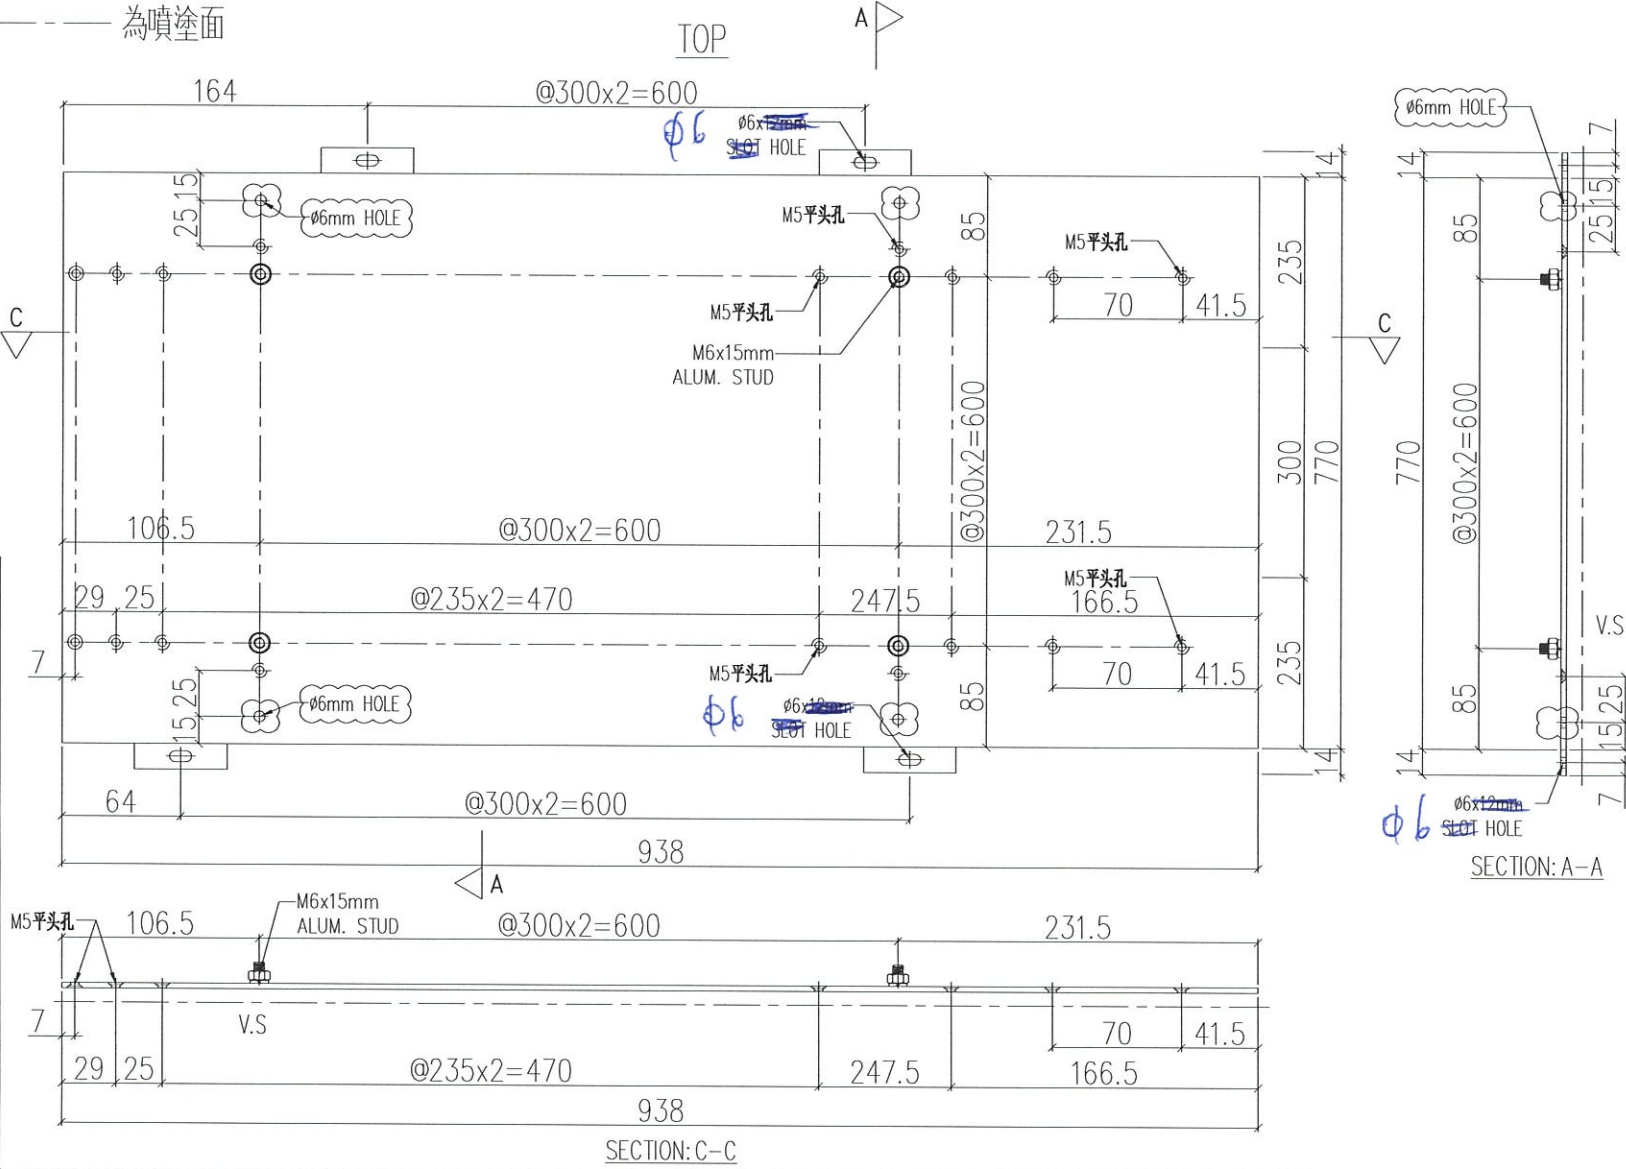 為噴塗面
TOP
A
164
@300x2=600
ø6
ø6x12mm
SLOT HOLE
ø6mm HOLE
7
14
14
15
25
ø6mm HOLE
M5平头孔
85
M5平头孔
235
85
15
25
M5平头孔
70
41.5
C
C
M6x15mm
ALUM. STUD
@300x2=600
300
770
770
@300x2=600
106.5
@300x2=600
231.5
M5平头孔
29
25
@235x2=470
247.5
166.5
V.S
7
M5平头孔
70
41.5
235
25
15
ø6mm HOLE
ø6
ø6x12mm
SLOT HOLE
85
85
25
15
14
14
7
64
@300x2=600
ø6
ø6x12mm
SLOT HOLE
938
SECTION: A-A
A
M5平头孔
106.5
M6x15mm
ALUM. STUD
@300x2=600
231.5
7
V.S
70
41.5
29
25
@235x2=470
247.5
166.5
938
SECTION: C-C